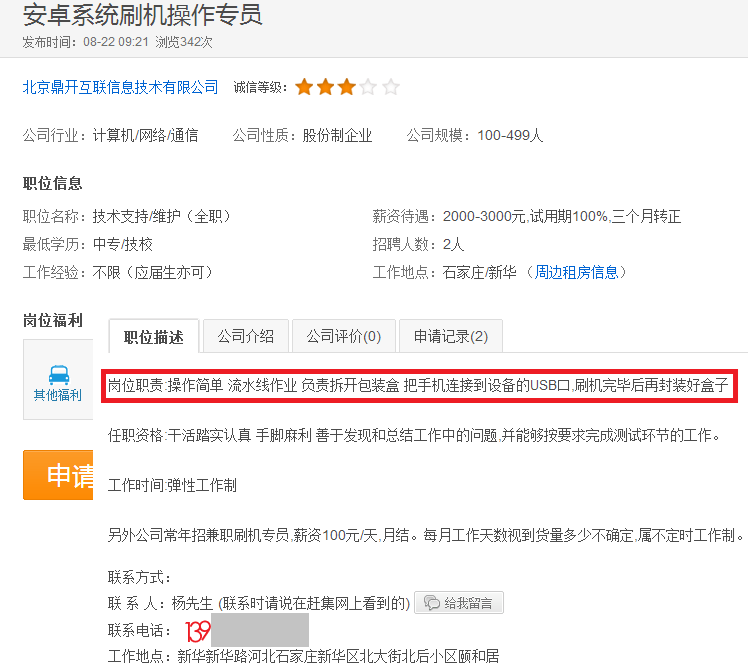 安卓系统刷机操作专员
发布时间：08-22 09:21 浏览342次
北京鼎开互联信息技术有限公司 诚信等级：
公司行业：计算机/网络/通信 公司性质：股份制企业 公司规模：100-499人
职位信息
职位名称：技术支持/维护（全职） 薪资待遇：2000-3000元,试用期100%,三个月转正
最低学历：中专/技校 招聘人数：2人
工作经验：不限（应届生亦可） 工作地点：石家庄/新华 （周边租房信息）
岗位福利
其他福利
申请
职位描述 公司介绍 公司评价(0) 申请记录(2)
岗位职责:操作简单 流水线作业 负责拆开包装盒 把手机连接到设备的USB口,刷机完毕后再封装好盒子
任职资格:干活踏实认真 手脚麻利 善于发现和总结工作中的问题,并能够按要求完成测试环节的工作。
工作时间:弹性工作制
另外公司常年招兼职刷机专员,薪资100元/天,月结。每月工作天数视到货量多少不确定,属不定时工作制。
联系方式：
联 系 人：杨先生 (联系时请说在赶集网上看到的) 给我留言
联系电话：139
工作地点：新华新华路河北石家庄新华区北大街北后小区颐和居